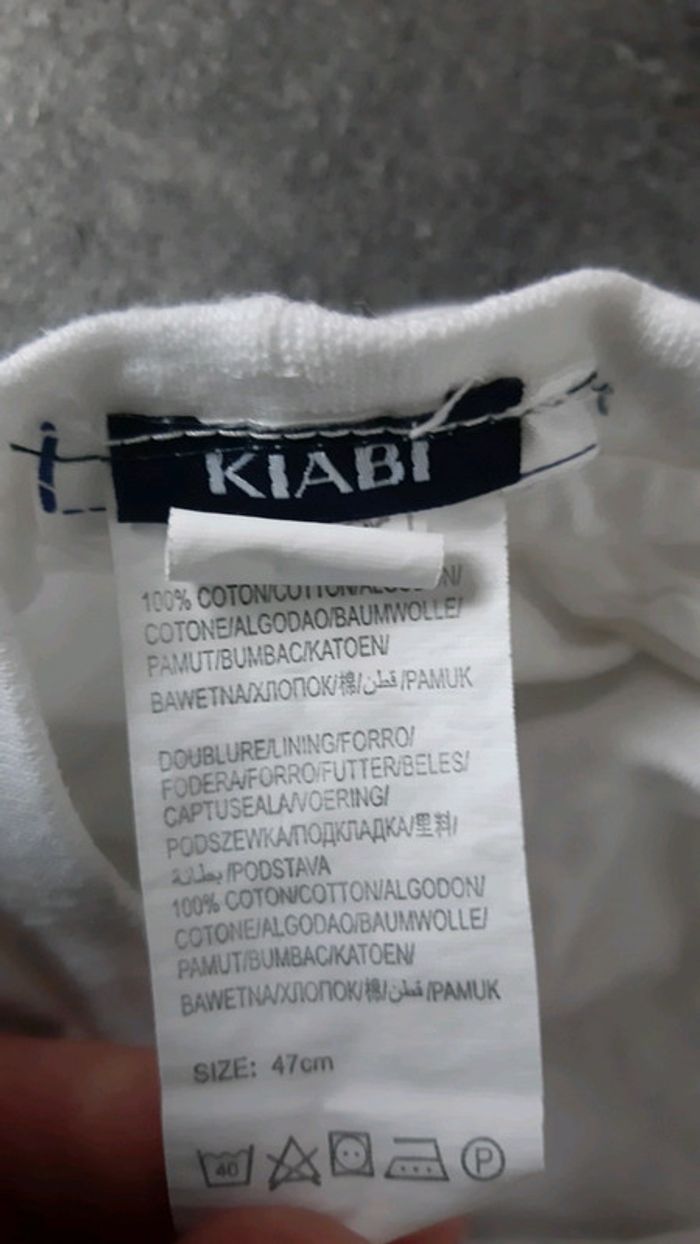 KIABI
100% COTON/COTTON/ALGODON/
COTONE/ALGODAO/BAUMWOLLE/
PAMUT/BUMBAC/KATOEN/
BAWEŁNA/ХЛОПОК/棉/قطن/PAMUK
DOUBLURE/LINING/FORRO/
FODERA/FORRO/FUTTER/BELES/
CAPTUSEALA/VOERING/
PODSZEWKA/ПОДКЛАДКА/里料/
بطانة/PODSTAVA
100% COTON/COTTON/ALGODON/
COTONE/ALGODAO/BAUMWOLLE/
PAMUT/BUMBAC/KATOEN/
BAWETNA/ХЛОПОК/棉/قطن/PAMUK
SIZE: 47cm
40 P